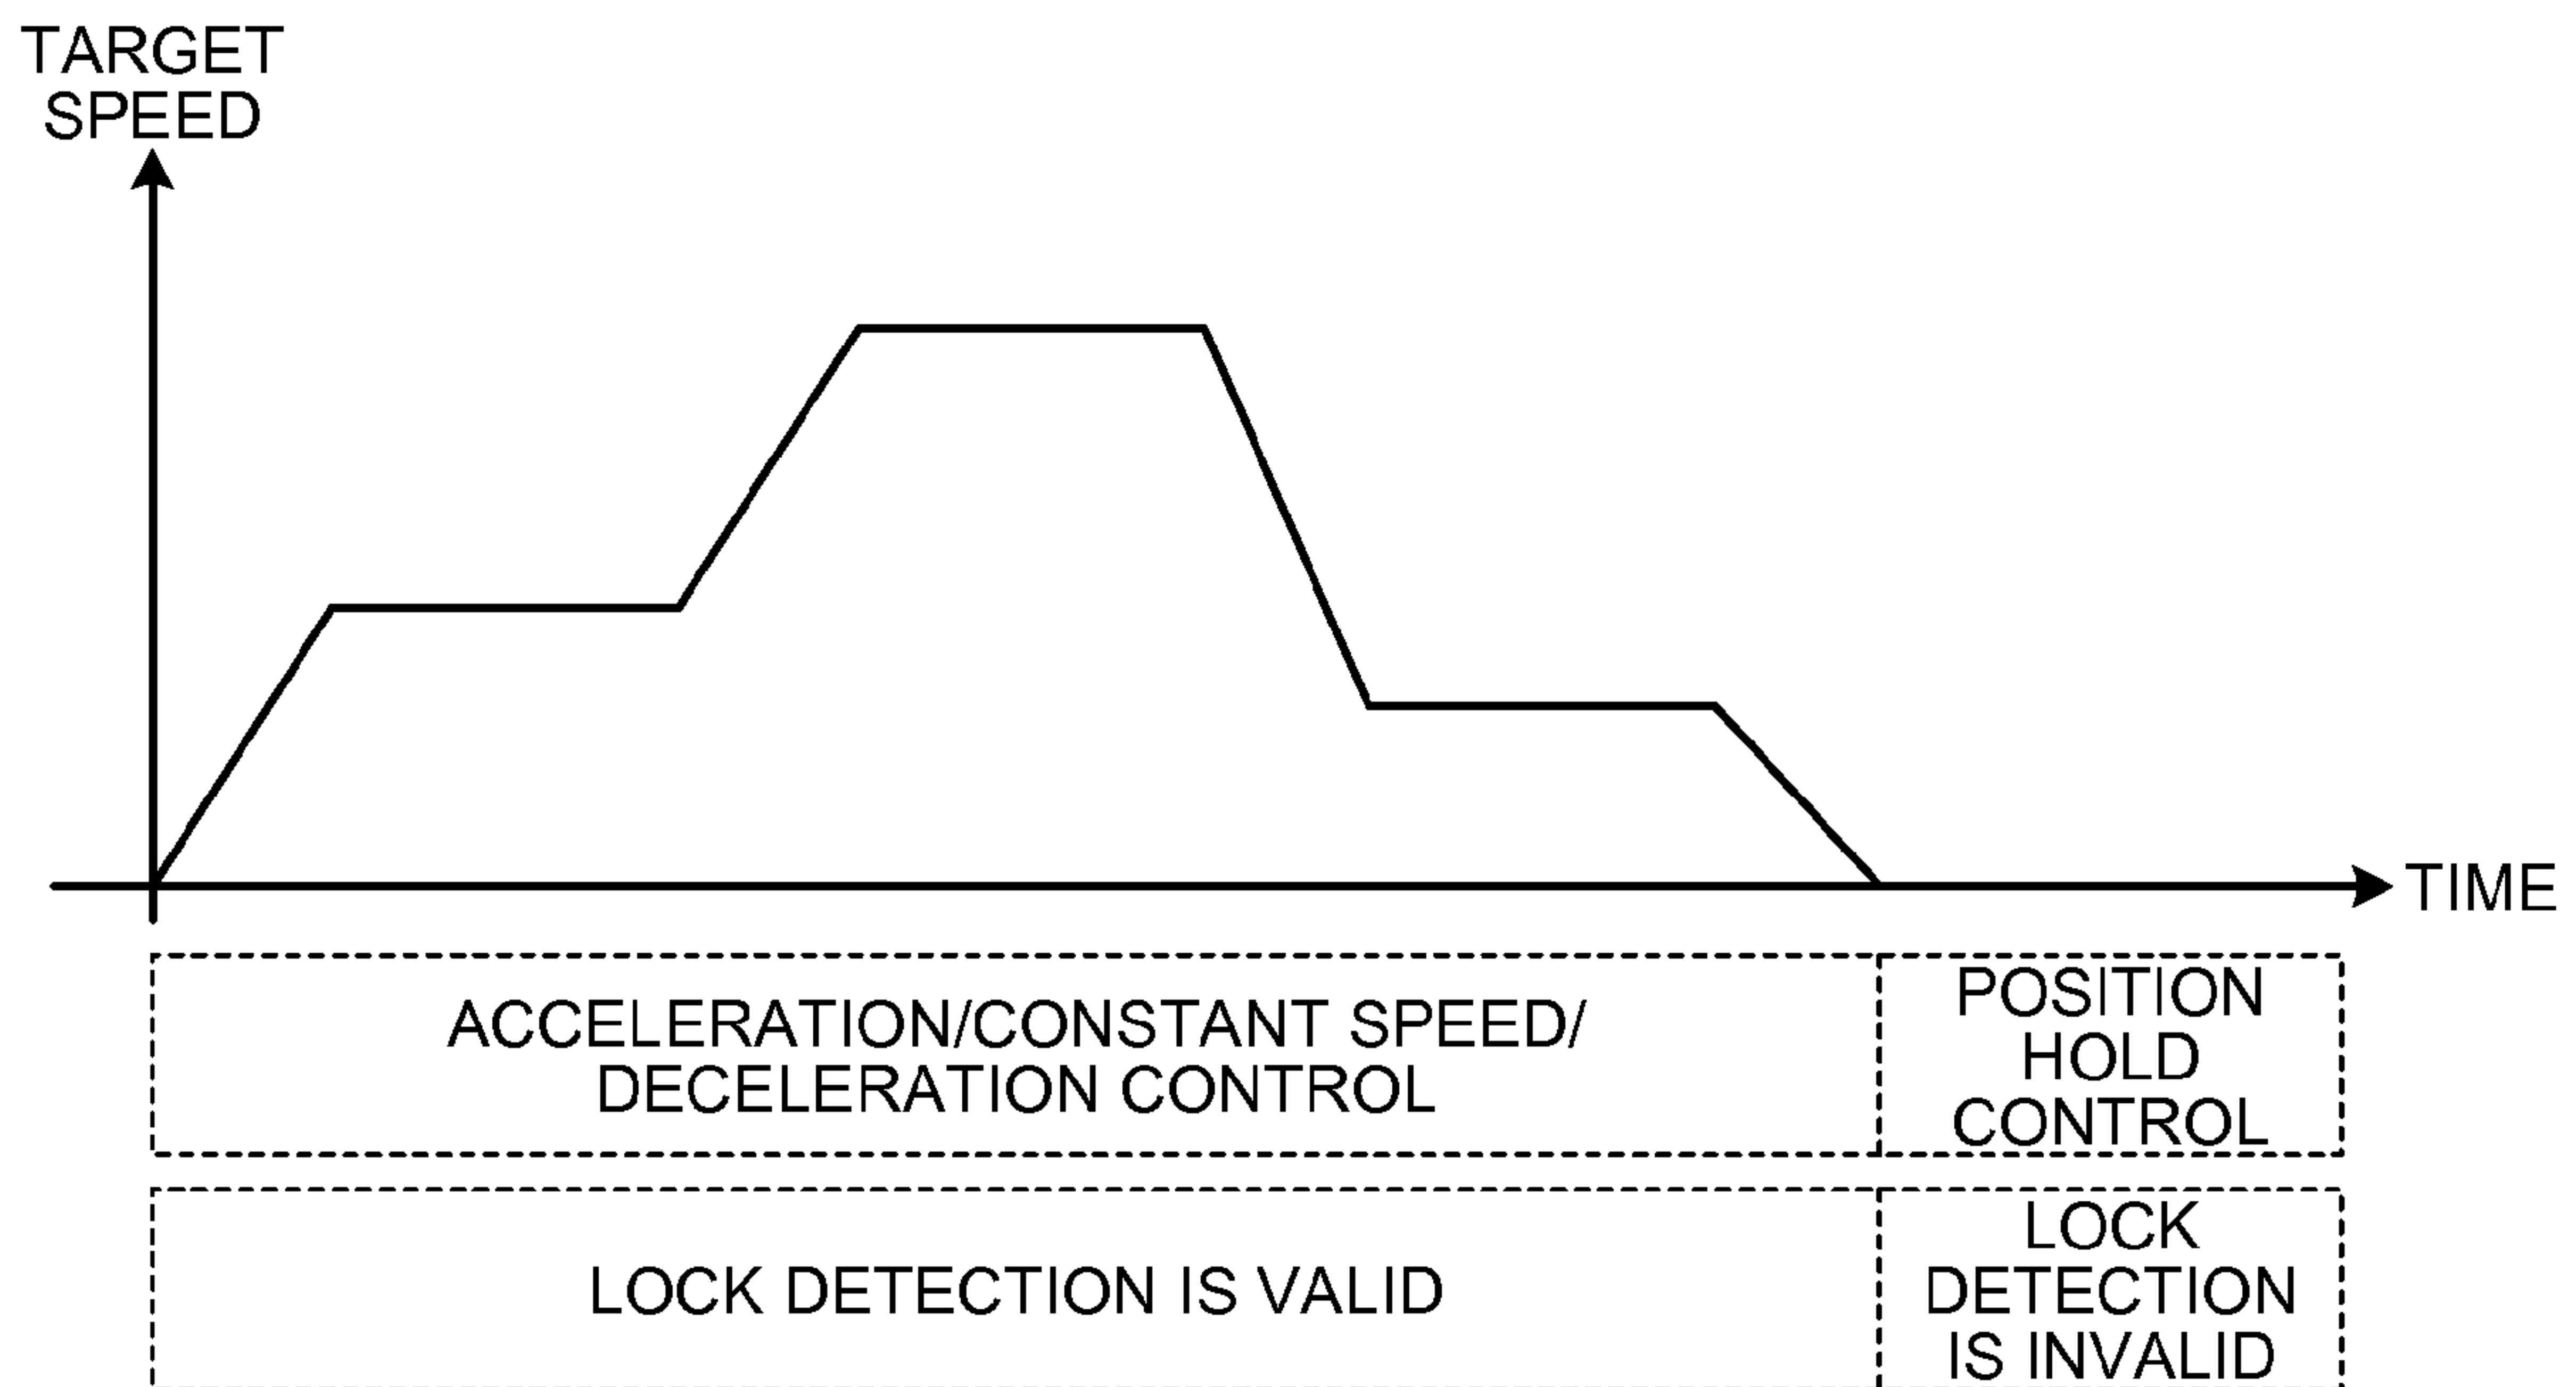 TARGET
SPEED
TIME
ACCELERATION/CONSTANT SPEED/
DECELERATION CONTROL
POSITION
HOLD
CONTROL
LOCK DETECTION IS VALID
LOCK
DETECTION
IS INVALID